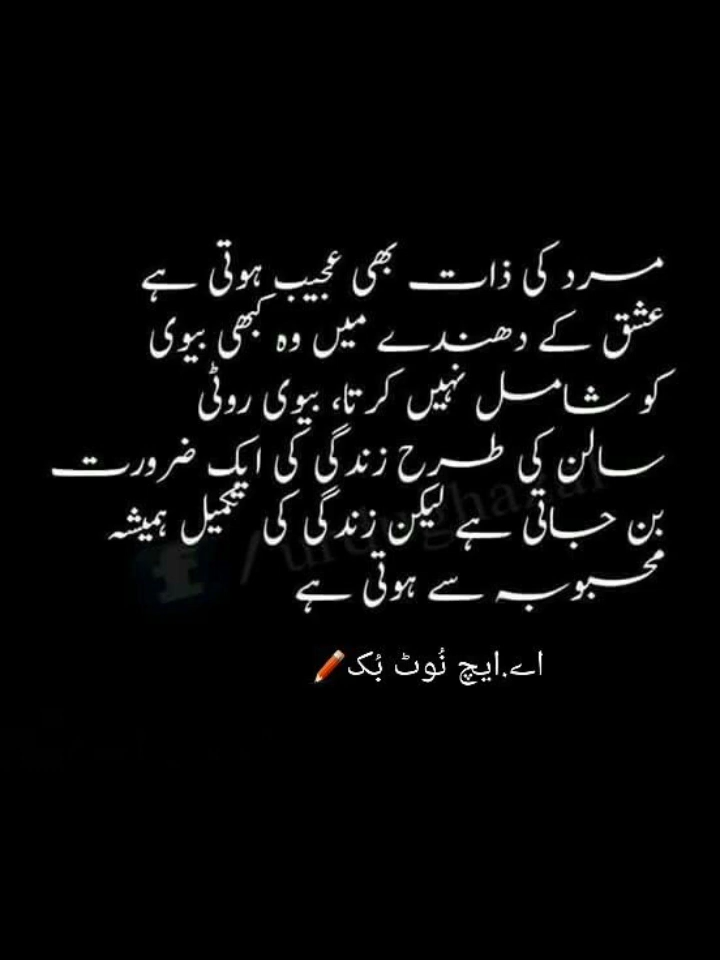 مرد کی ذات بھی عجیب ہوتی ہے
عشق کے دھندے میں وہ کبھی بیوی
کو شامل نہیں کرتا، بیوی روٹی
سالن کی طرح زندگی کی ایک ضرورت
بن جاتی ہے لیکن زندگی کی تکمیل ہمیشہ
محبوبہ سے ہوتی ہے
f/urdughazal
اے.ایچ نُوٹ بُک